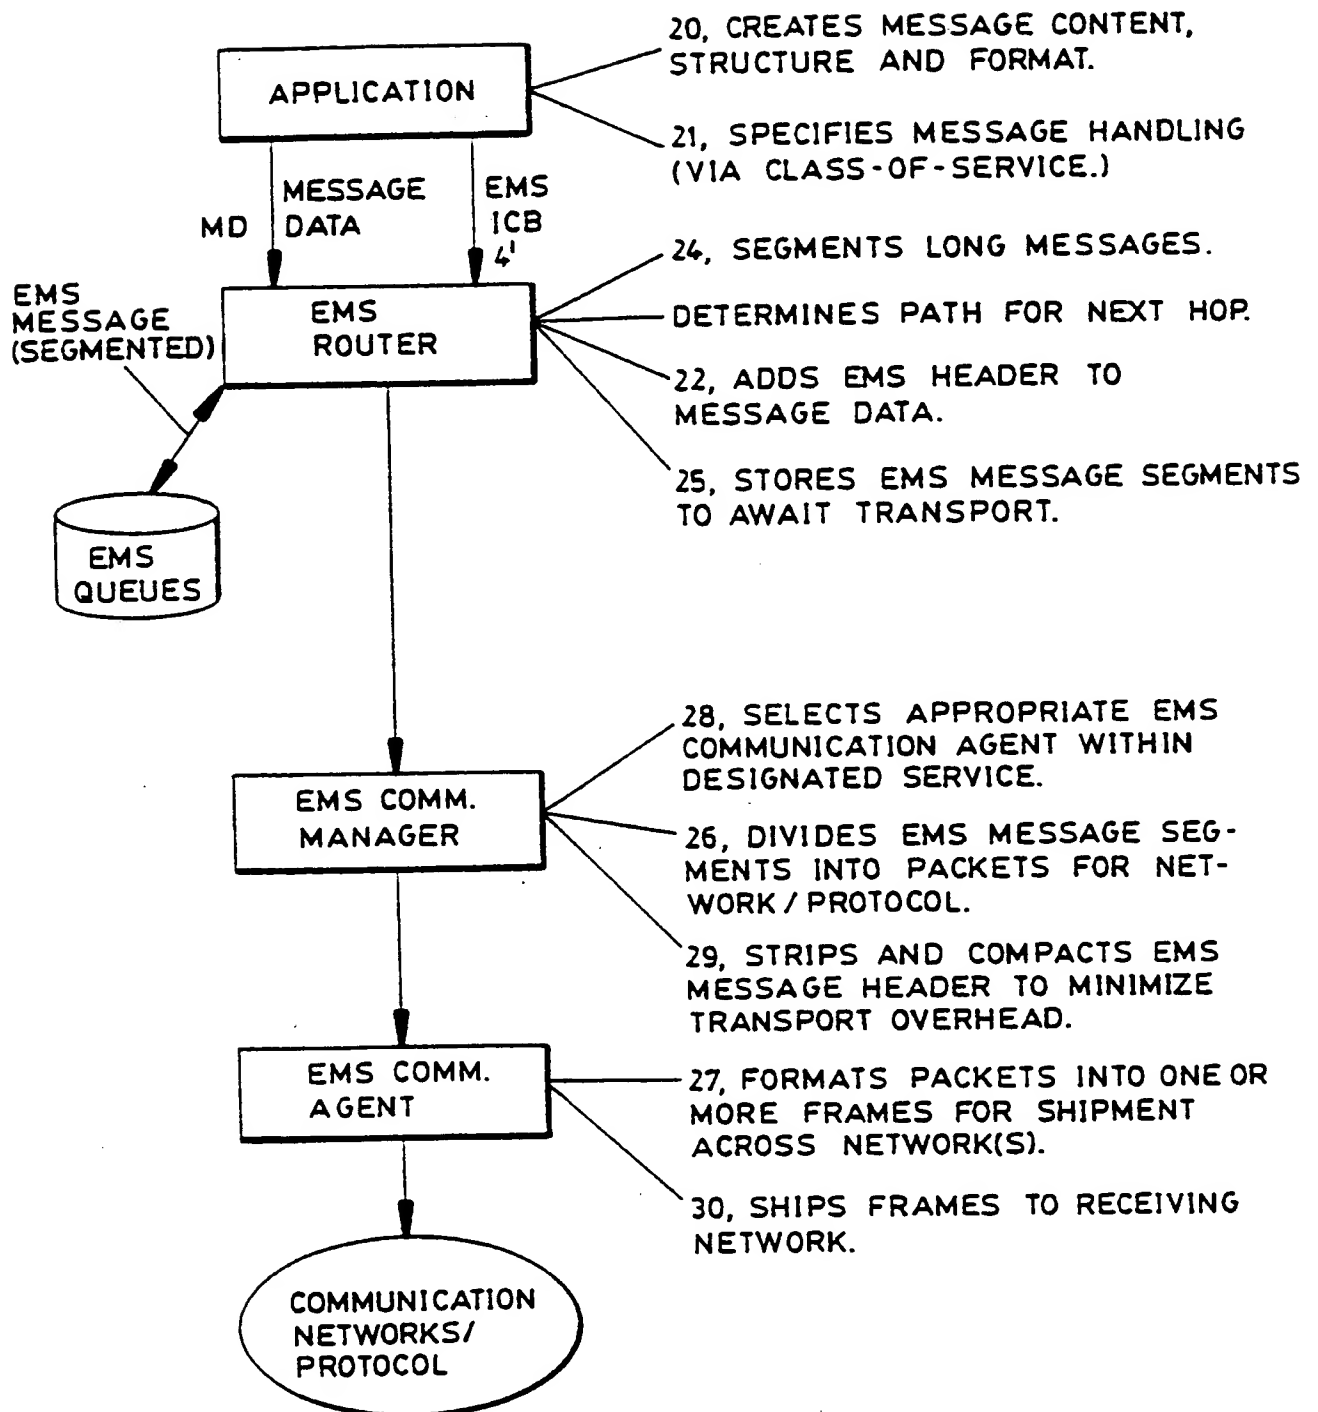 20, CREATES MESSAGE CONTENT,
STRUCTURE AND FORMAT.
APPLICATION
21, SPECIFIES MESSAGE HANDLING
(VIA CLASS-OF-SERVICE.)
MESSAGE
MD DATA
EMS
ICB
4'
24, SEGMENTS LONG MESSAGES.
EMS
MESSAGE
(SEGMENTED)
EMS
ROUTER
DETERMINES PATH FOR NEXT HOP.
22, ADDS EMS HEADER TO
MESSAGE DATA.
25, STORES EMS MESSAGE SEGMENTS
TO AWAIT TRANSPORT.
EMS
QUEUES
28, SELECTS APPROPRIATE EMS
COMMUNICATION AGENT WITHIN
DESIGNATED SERVICE.
EMS COMM.
MANAGER
26, DIVIDES EMS MESSAGE SEG-
MENTS INTO PACKETS FOR NET-
WORK / PROTOCOL.
29, STRIPS AND COMPACTS EMS
MESSAGE HEADER TO MINIMIZE
TRANSPORT OVERHEAD.
EMS COMM.
AGENT
27, FORMATS PACKETS INTO ONE OR
MORE FRAMES FOR SHIPMENT
ACROSS NETWORK(S).
30, SHIPS FRAMES TO RECEIVING
NETWORK.
COMMUNICATION
NETWORKS/
PROTOCOL